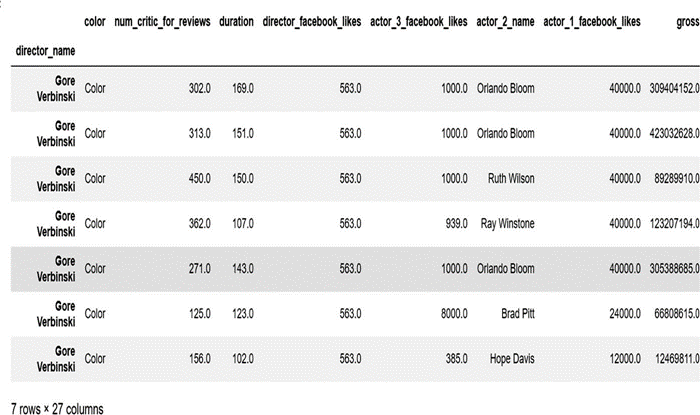 color num_critic_for_reviews duration director_facebook_likes actor_3_facebook_likes actor_2_name actor_1_facebook_likes gross
director_name
Gore Verbinski Color 302.0 169.0 563.0 1000.0 Orlando Bloom 40000.0 309404152.0
Gore Verbinski Color 313.0 151.0 563.0 1000.0 Orlando Bloom 40000.0 423032628.0
Gore Verbinski Color 450.0 150.0 563.0 1000.0 Ruth Wilson 40000.0 89289910.0
Gore Verbinski Color 362.0 107.0 563.0 939.0 Ray Winstone 40000.0 123207194.0
Gore Verbinski Color 271.0 143.0 563.0 1000.0 Orlando Bloom 40000.0 305388685.0
Gore Verbinski Color 125.0 123.0 563.0 8000.0 Brad Pitt 24000.0 66808615.0
Gore Verbinski Color 156.0 102.0 563.0 385.0 Hope Davis 12000.0 12469811.0
7 rows × 27 columns